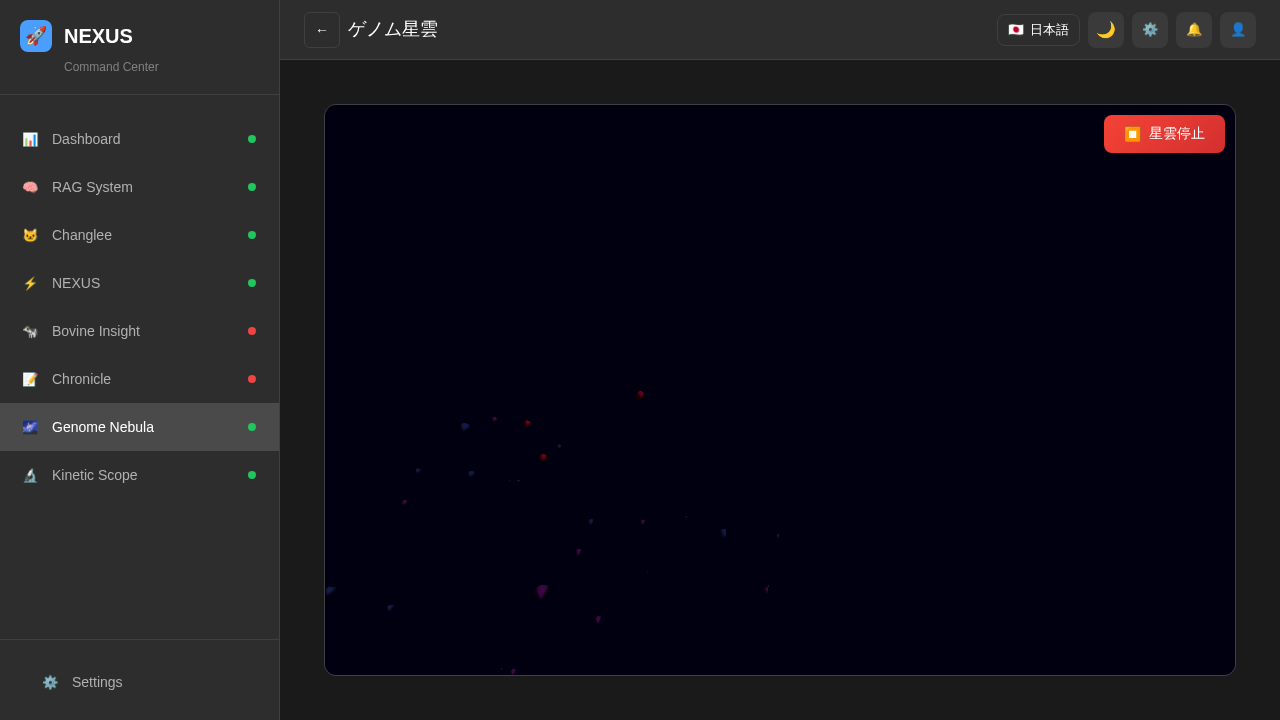 NEXUS
Command Center
Dashboard
RAG System
Changlee
NEXUS
Bovine Insight
Chronicle
Genome Nebula
Kinetic Scope
Settings
← ゲノム星雲
日本語
星雲停止